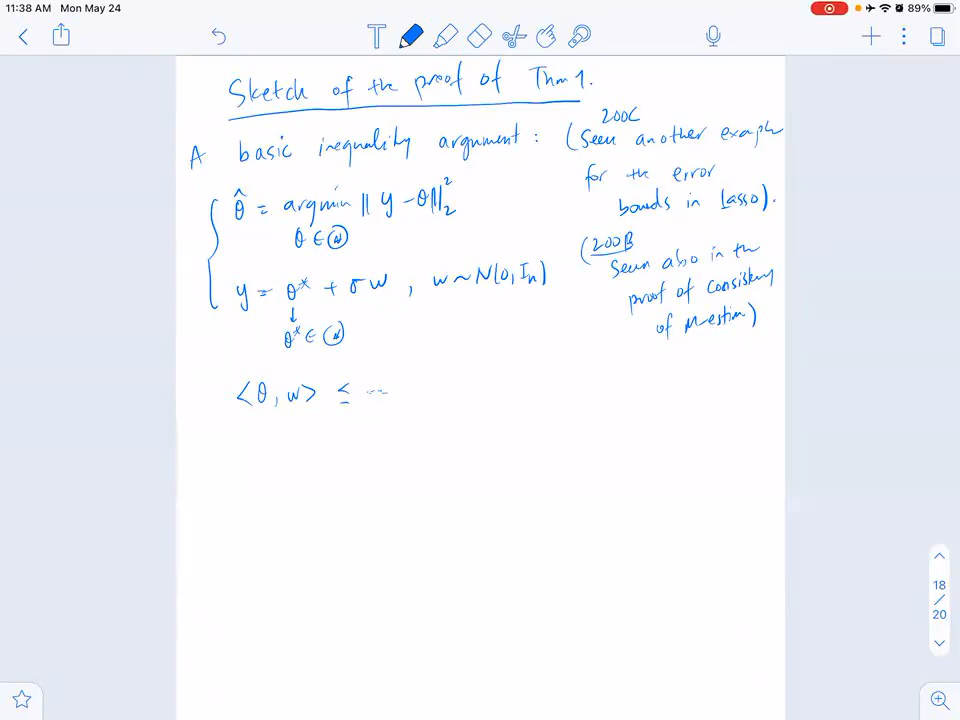 11:38 AM Mon May 24
89%
Sketch of the proof of Thm 1.
A basic inequality argument : (Seen another example
200C
for the error
bounds in Lasso).
θ̂ = argmin ‖ y - θ‖₂²
θ ∈ Ⓗ
(200B
Seen also in the
proof of consistency
of M-estim)
y = θ* + σ w , w ~ N(0, Iₙ)
↓
θ* ∈ Ⓗ
<θ, w> ≤ ---
18
/
20